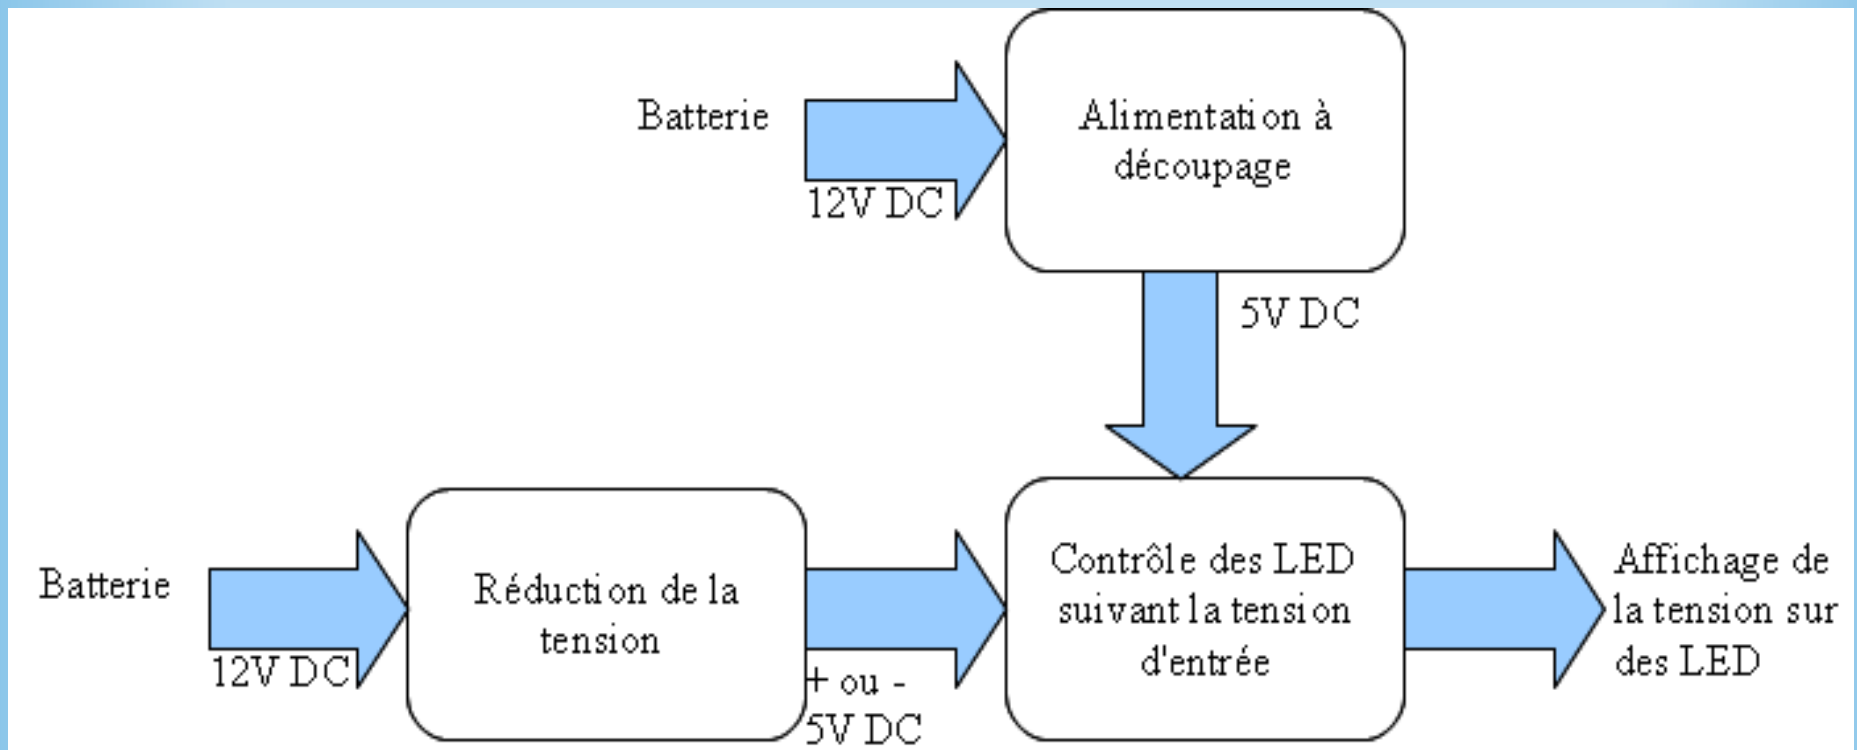 Batterie
12V DC
Alimentation à
découpage
5V DC
Batterie
12V DC
Réduction de la
tension
+ ou -
5V DC
Contrôle des LED
suivant la tension
d'entrée
Affichage de
la tension sur
des LED